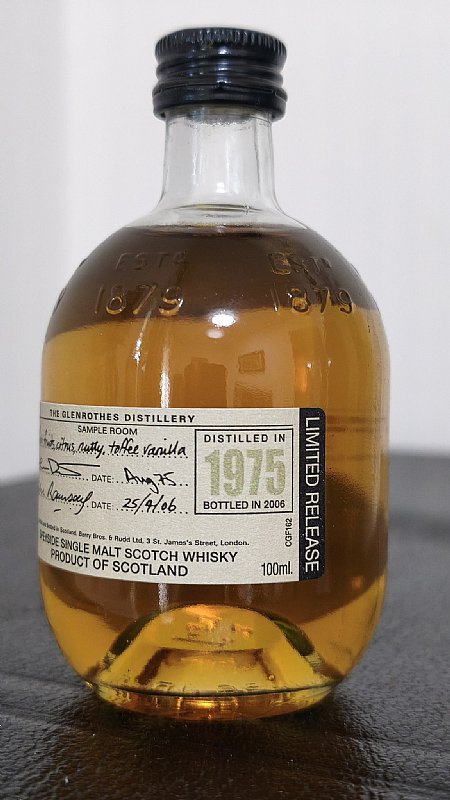 ESTD ESTD
1879 1879
THE GLENROTHES DISTILLERY
SAMPLE ROOM
citrus, nutty, toffee vanilla
DATE: Aug 75
DATE: 25/4/06
DISTILLED IN
1975
BOTTLED IN 2006
LIMITED RELEASE
and Bottled in Scotland, Berry Bros. & Rudd Ltd, 3 St. James's Street, London.
SPEYSIDE SINGLE MALT SCOTCH WHISKY
PRODUCT OF SCOTLAND
100ml.
CGF162